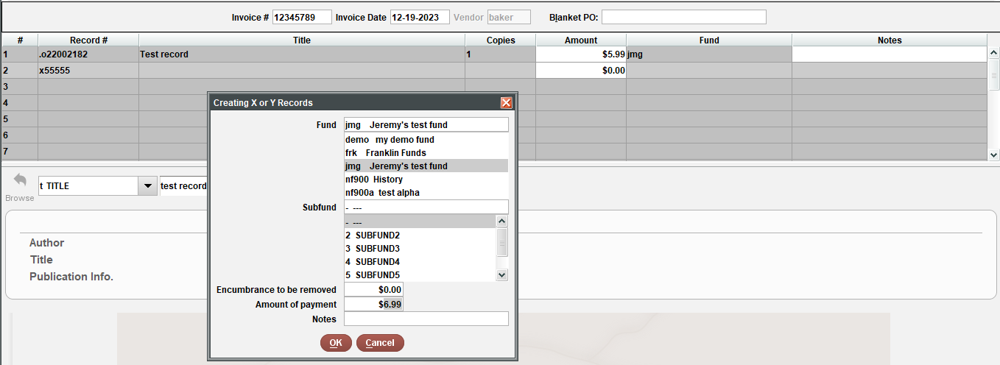 Invoice # 12345789 Invoice Date 12-19-2023 Vendor baker Blanket PO:
# Record # Title Copies Amount Fund Notes
1 .o22002182 Test record 1 $5.99 jmg
2 x55555 $0.00
3
4
5
6
7
Creating X or Y Records
Fund jmg Jeremy's test fund
demo my demo fund
frk Franklin Funds
jmg Jeremy's test fund
nf900 History
nf900a test alpha
Subfund - ---
- ---
2 SUBFUND2
3 SUBFUND3
4 SUBFUND4
5 SUBFUND5
Encumbrance to be removed $0.00
Amount of payment $6.99
Notes
OK Cancel
Browse
t TITLE test record
Author
Title
Publication Info.